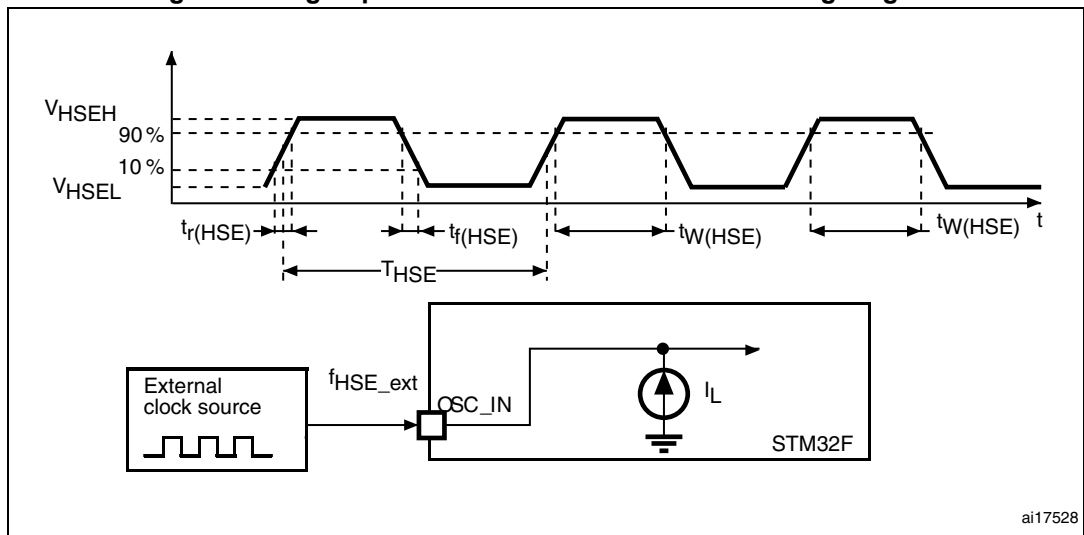 VHSEH
90 %
10 %
VHSEL
tr(HSE)
tf(HSE)
tW(HSE)
tW(HSE)
t
THSE
External
clock source
fHSE_ext
OSC_IN
IL
STM32F
ai17528